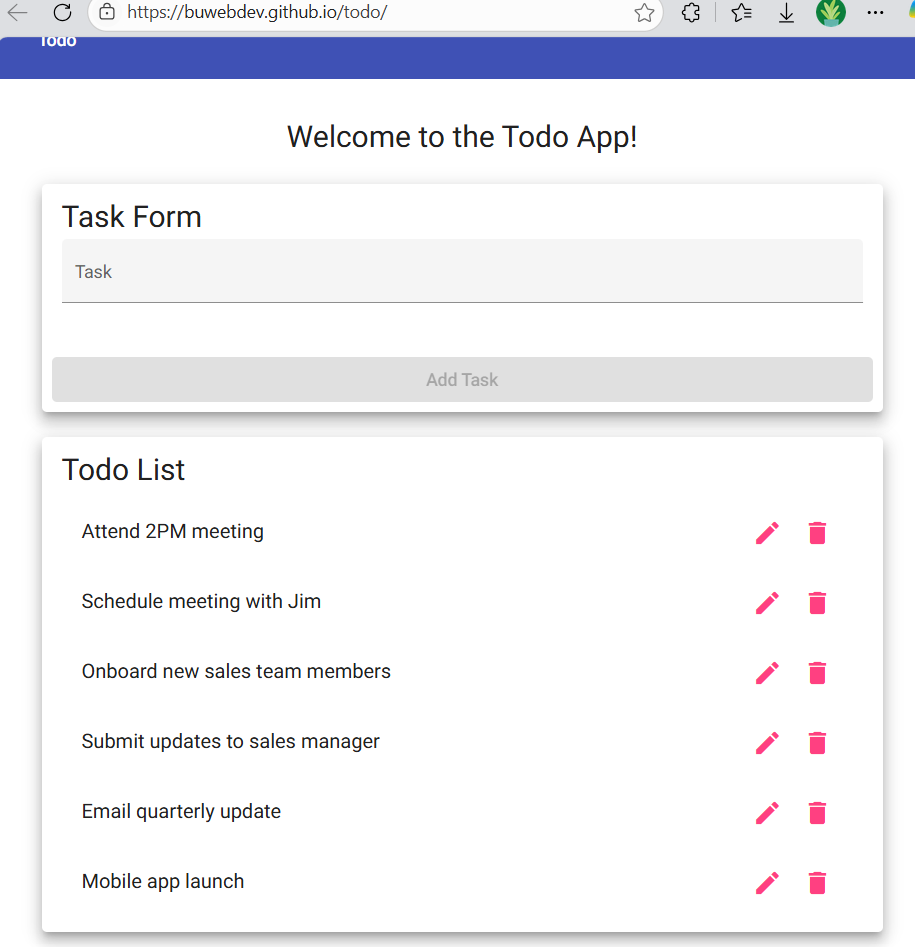 https://buwebdev.github.io/todo/
Todo
Welcome to the Todo App!
Task Form
Task
Add Task
Todo List
Attend 2PM meeting
Schedule meeting with Jim
Onboard new sales team members
Submit updates to sales manager
Email quarterly update
Mobile app launch